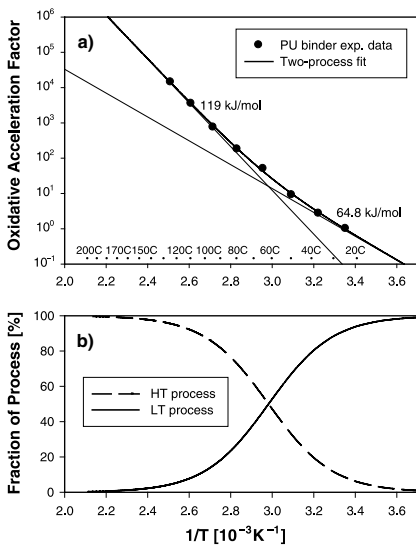 Oxidative Acceleration Factor
10^6
10^5
10^4
10^3
10^2
10^1
10^0
10^-1
a)
PU binder exp. data
Two-process fit
119 kJ/mol
64.8 kJ/mol
200C 170C 150C 120C 100C 80C 60C 40C 20C
2.0 2.2 2.4 2.6 2.8 3.0 3.2 3.4 3.6
Fraction of Process [%]
100
80
60
40
20
0
b)
HT process
LT process
2.0 2.2 2.4 2.6 2.8 3.0 3.2 3.4 3.6
1/T [10^-3K^-1]